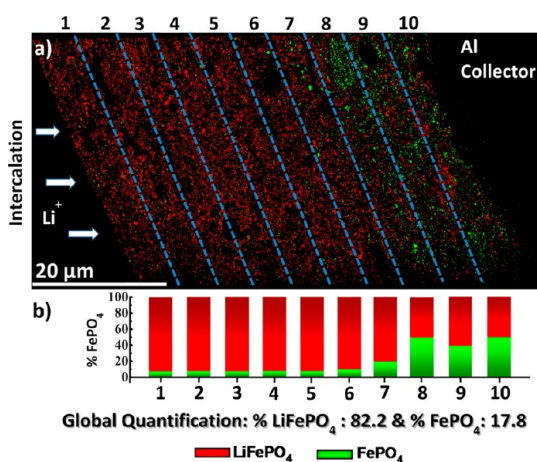 1 2 3 4 5 6 7 8 9 10
a)
Al
Collector
Intercalation
Li+
20 µm
b)
% FePO4
100
80
60
40
20
0
1 2 3 4 5 6 7 8 9 10
Global Quantification: % LiFePO4 : 82.2 & % FePO4: 17.8
LiFePO4 FePO4